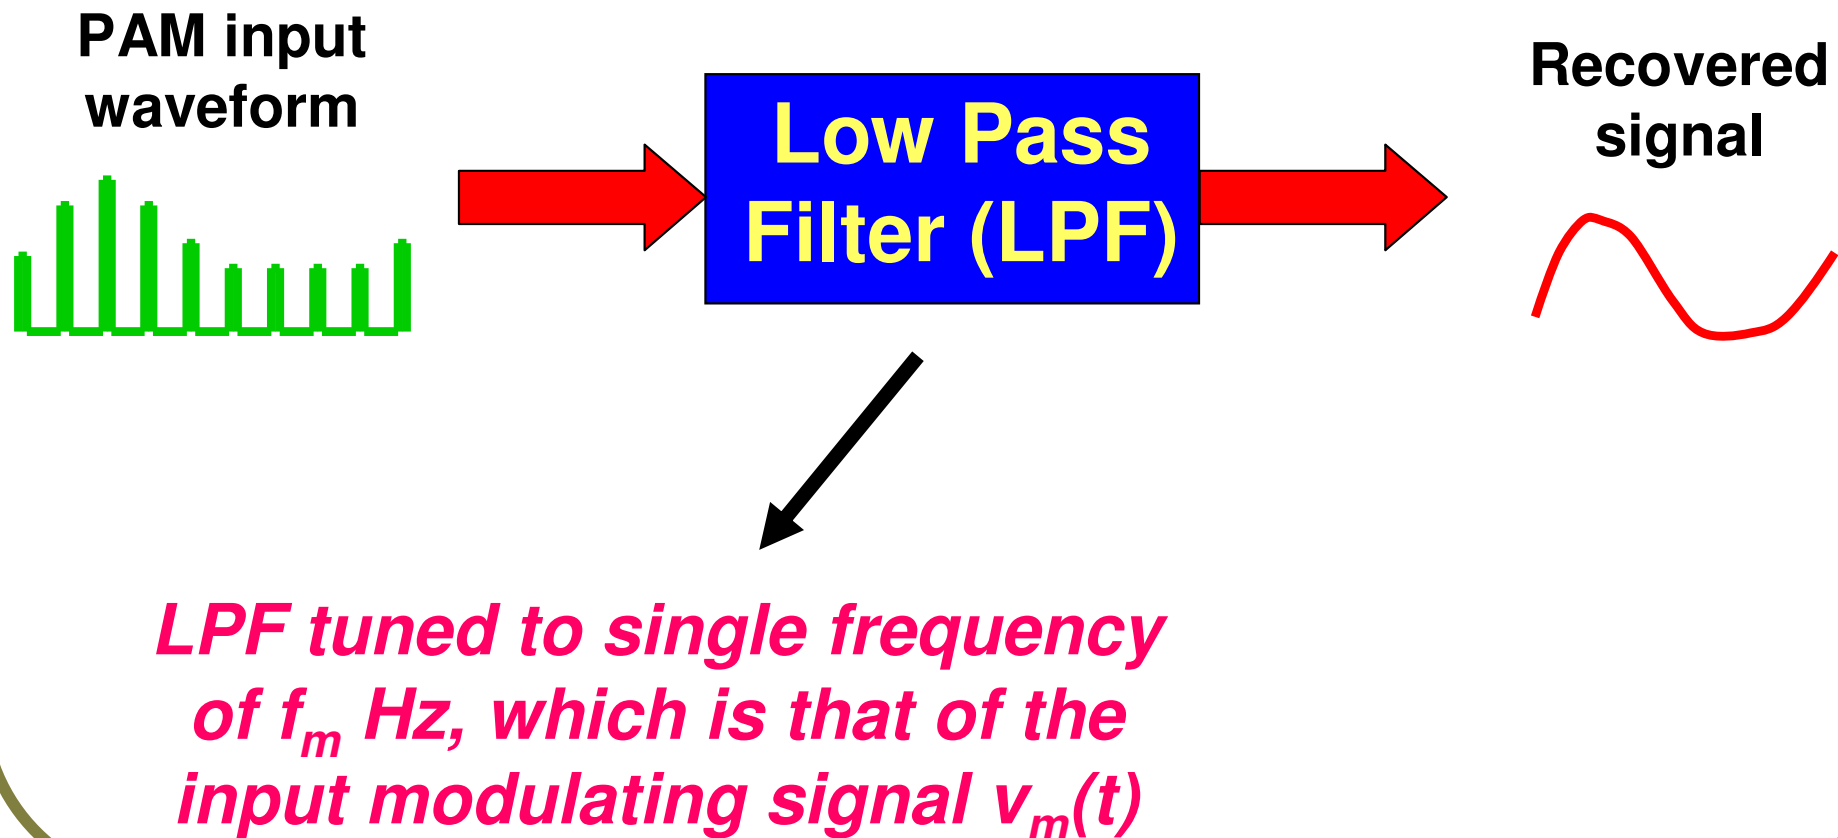 PAM input
waveform
Low Pass
Filter (LPF)
Recovered
signal
LPF tuned to single frequency
of fm Hz, which is that of the
input modulating signal vm(t)